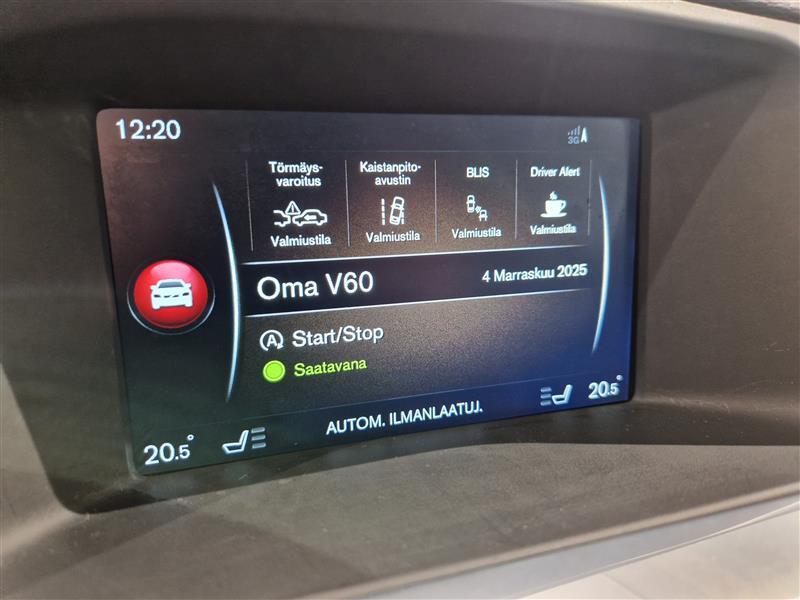 12:20
3G
Törmäys-
varoitus
Kaistanpito-
avustin
BLIS
Driver Alert
Valmiustila
Valmiustila
Valmiustila
Valmiustila
Oma V60
4 Marraskuu 2025
A Start/Stop
Saatavana
20.5°
AUTOM. ILMANLAATUJ.
20.5°